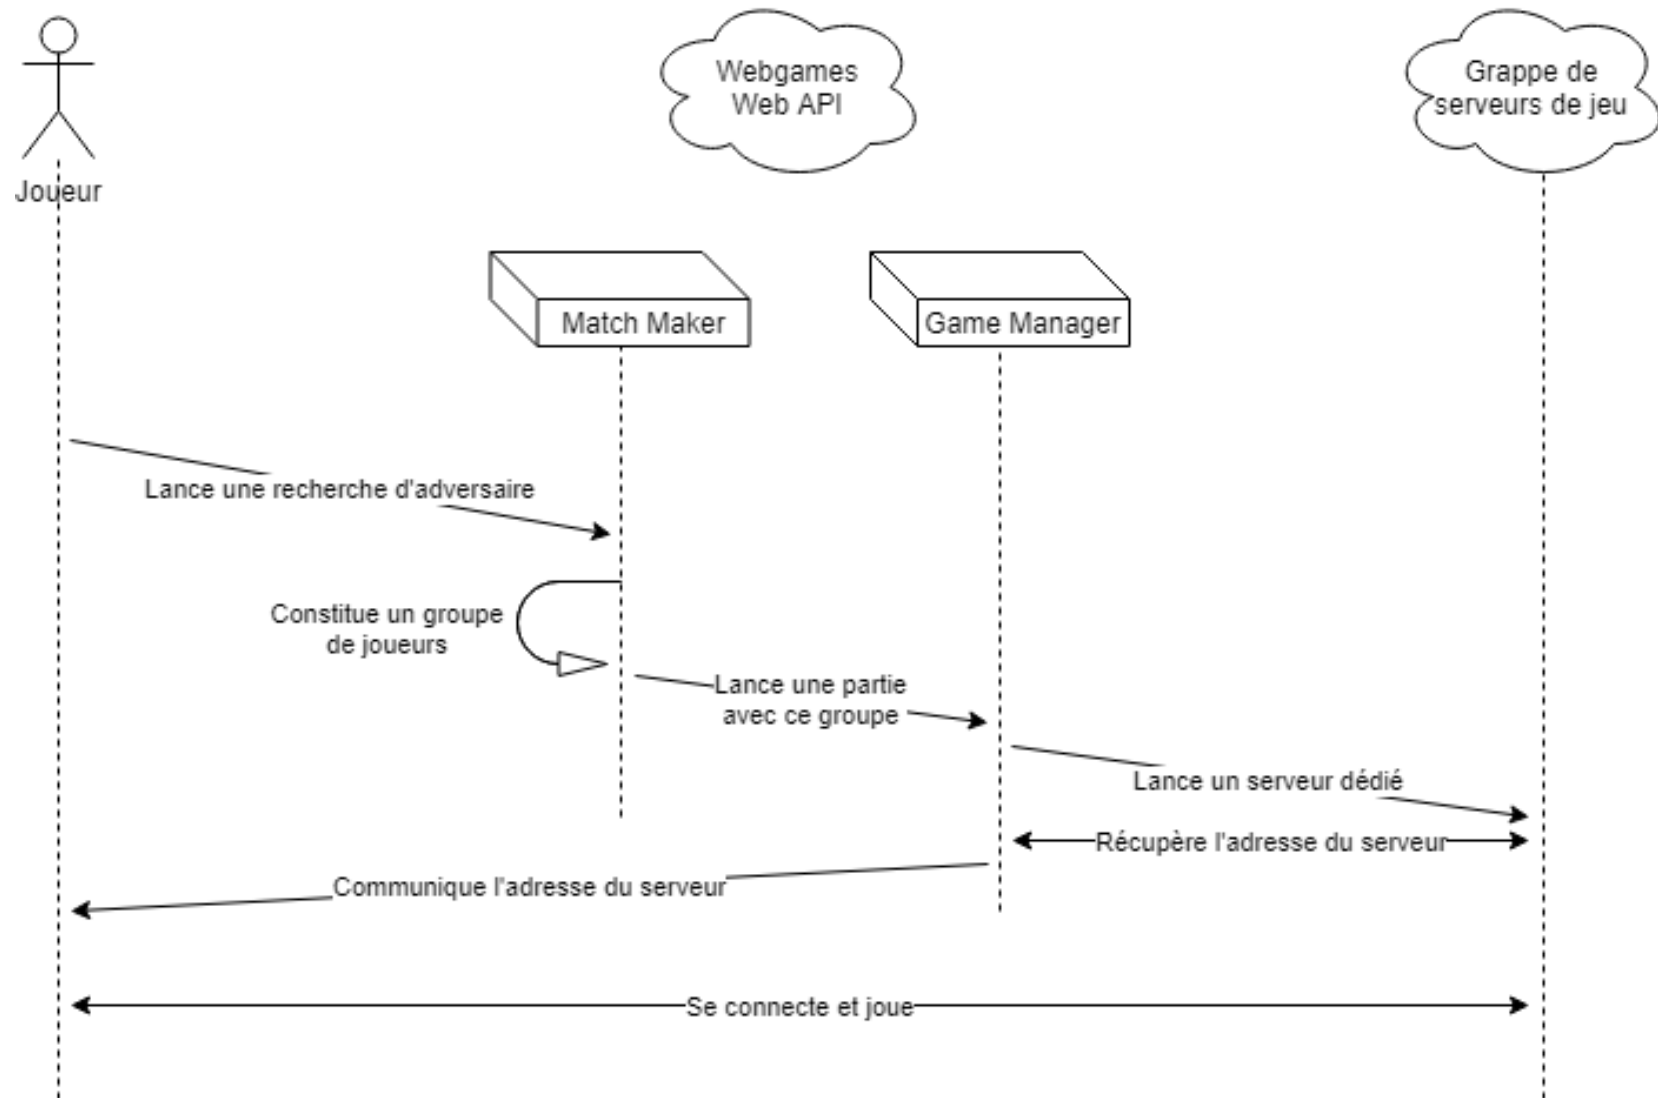 Webgames
Web API
Grappe de
serveurs de jeu
Joueur
Match Maker
Game Manager
Lance une recherche d'adversaire
Constitue un groupe
de joueurs
Lance une partie
avec ce groupe
Lance un serveur dédié
Récupère l'adresse du serveur
Communique l'adresse du serveur
Se connecte et joue